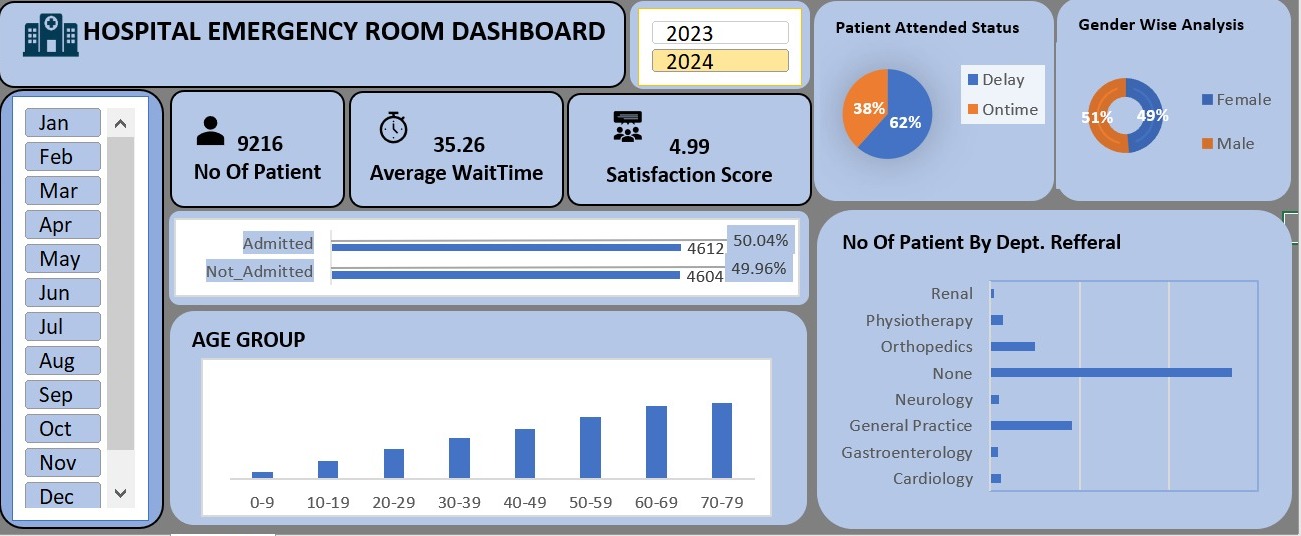 HOSPITAL EMERGENCY ROOM DASHBOARD
2023
2024
Jan
Feb
Mar
Apr
May
Jun
Jul
Aug
Sep
Oct
Nov
Dec
9216
No Of Patient
35.26
Average WaitTime
4.99
Satisfaction Score
Patient Attended Status
38%
62%
Delay
Ontime
Gender Wise Analysis
51%
49%
Female
Male
Admitted 4612 50.04%
Not_Admitted 4604 49.96%
AGE GROUP
0-9 10-19 20-29 30-39 40-49 50-59 60-69 70-79
No Of Patient By Dept. Refferal
Renal
Physiotherapy
Orthopedics
None
Neurology
General Practice
Gastroenterology
Cardiology